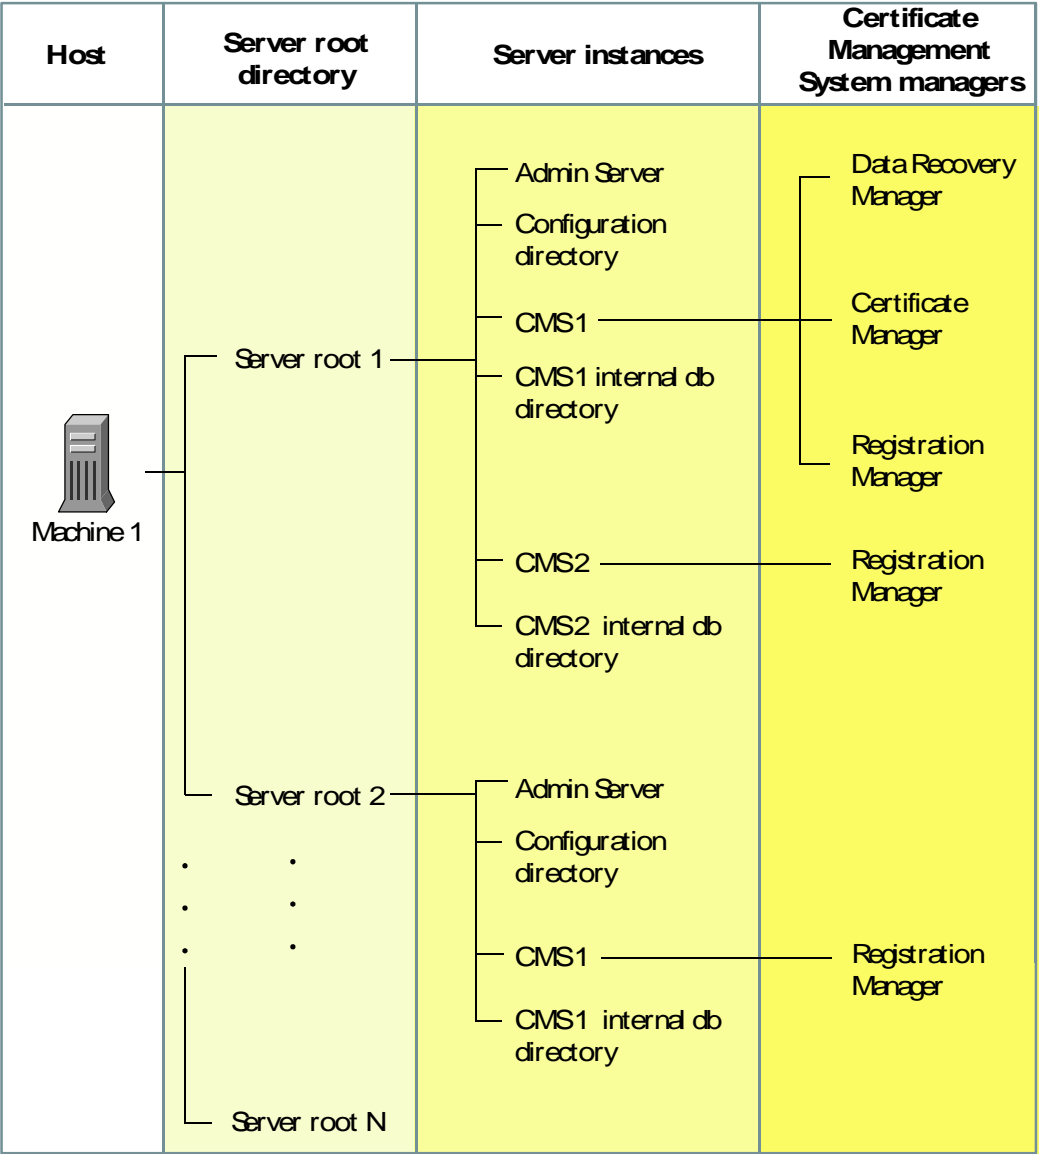 Host
Server root
directory
Server instances
Certificate
Management
System managers
Machine 1
Server root 1
Admin Server
Configuration
directory
CMS1
CMS1 internal db
directory
CMS2
CMS2 internal db
directory
Data Recovery
Manager
Certificate
Manager
Registration
Manager
Registration
Manager
Server root 2
Admin Server
Configuration
directory
CMS1
CMS1 internal db
directory
Registration
Manager
Server root N